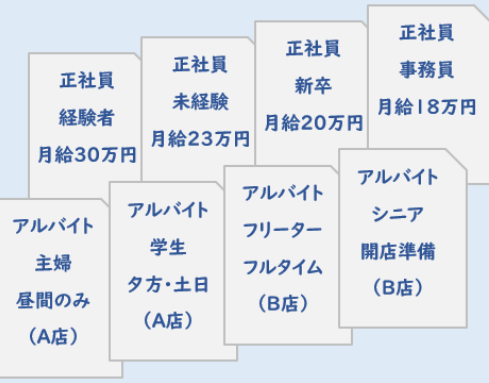 正社員
経験者
月給30万円
正社員
未経験
月給23万円
正社員
新卒
月給20万円
正社員
事務員
月給18万円
アルバイト
主婦
昼間のみ
(A店)
アルバイト
学生
夕方・土日
(A店)
アルバイト
フリーター
フルタイム
(B店)
アルバイト
シニア
開店準備
(B店)